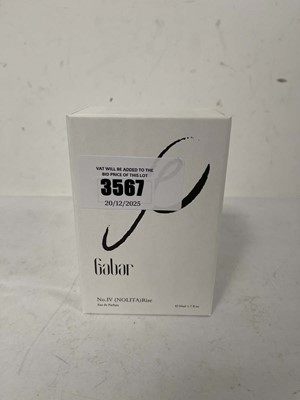 VAT WILL BE ADDED TO THE
BID PRICE OF THIS LOT
3567
20/12/2025
Gabar
No.IV (NOLITA)Rise
Eau de Parfum